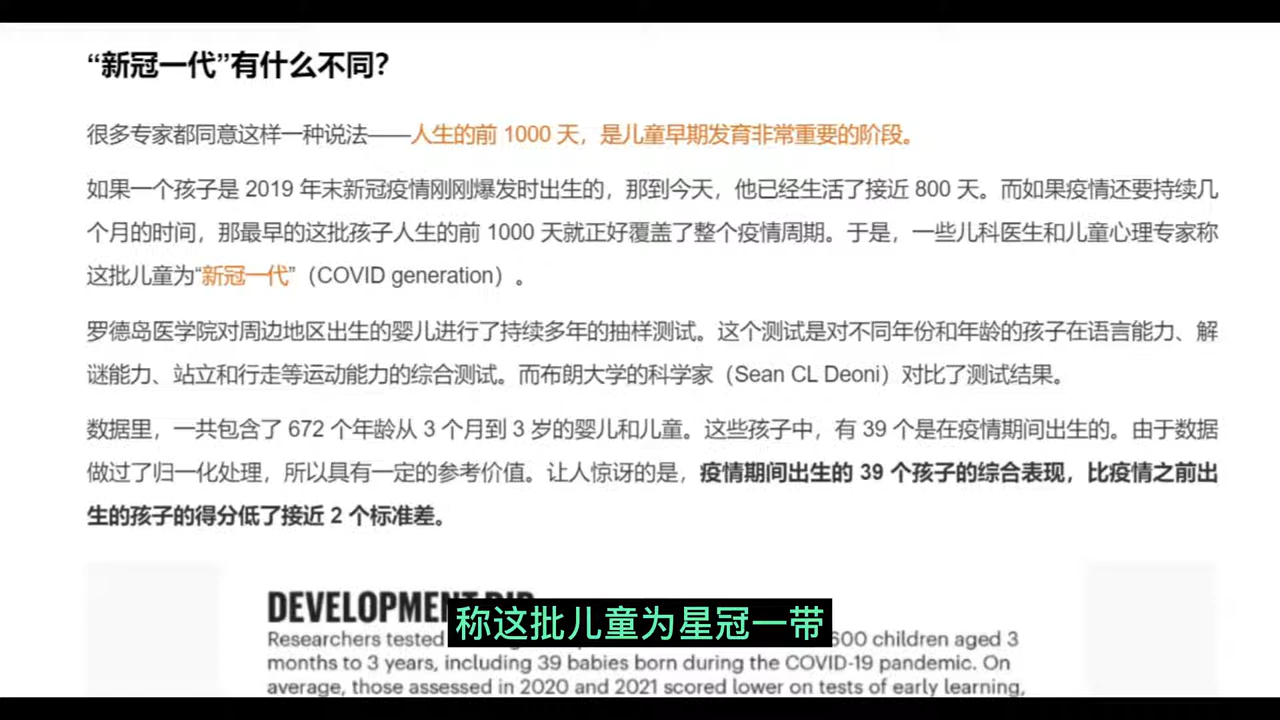 “新冠一代”有什么不同？
很多专家都同意这样一种说法——人生的前 1000 天，是儿童早期发育非常重要的阶段。
如果一个孩子是 2019 年末新冠疫情刚刚爆发时出生的，那到今天，他已经生活了接近 800 天。而如果疫情还要持续几
个月的时间，那最早的这批孩子人生的前 1000 天就正好覆盖了整个疫情周期。于是，一些儿科医生和儿童心理专家称
这批儿童为“新冠一代”（COVID generation）。
罗德岛医学院对周边地区出生的婴儿进行了持续多年的抽样测试。这个测试是对不同年份和年龄的孩子在语言能力、解
谜能力、站立和行走等运动能力的综合测试。而布朗大学的科学家（Sean CL Deoni）对比了测试结果。
数据里，一共包含了 672 个年龄从 3 个月到 3 岁的婴儿和儿童。这些孩子中，有 39 个是在疫情期间出生的。由于数据
做过了归一化处理，所以具有一定的参考价值。让人惊讶的是，疫情期间出生的 39 个孩子的综合表现，比疫情之前出
生的孩子的得分低了接近 2 个标准差。
DEVELOPMENT
称这批儿童为星冠一带
Researchers tested 600 children aged 3
months to 3 years, including 39 babies born during the COVID-19 pandemic. On
average, those assessed in 2020 and 2021 scored lower on tests of early learning,